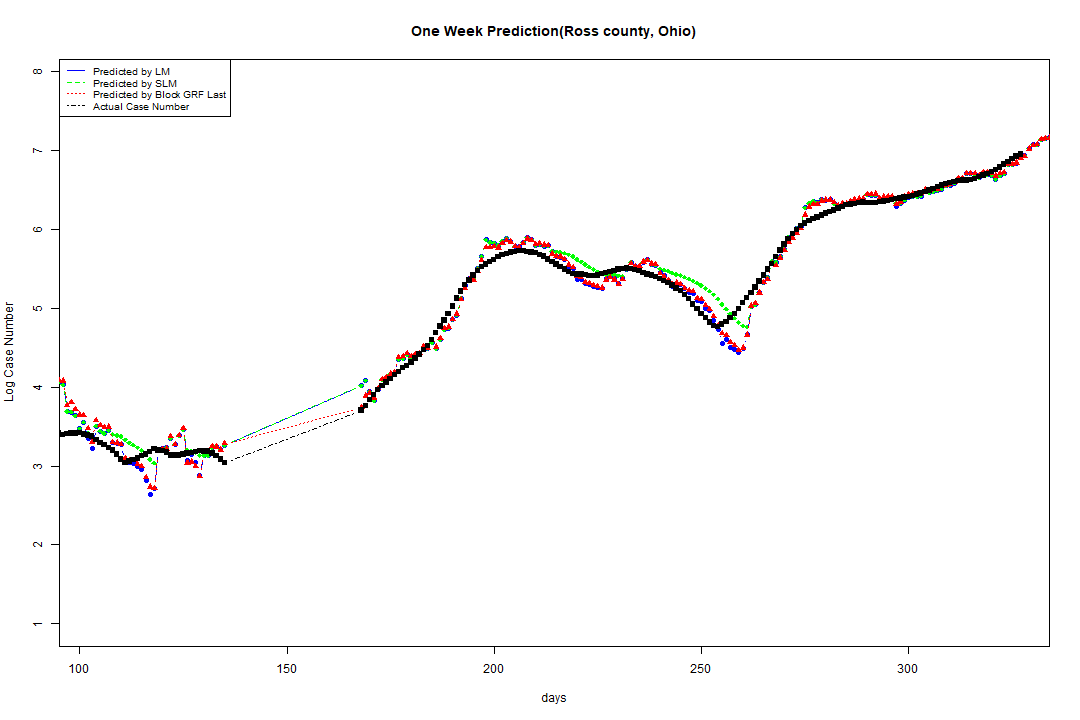 One Week Prediction(Ross county, Ohio)
Predicted by LM
Predicted by SLM
Predicted by Block GRF Last
Actual Case Number
8
7
6
5
4
3
2
1
Log Case Number
100 150 200 250 300
days